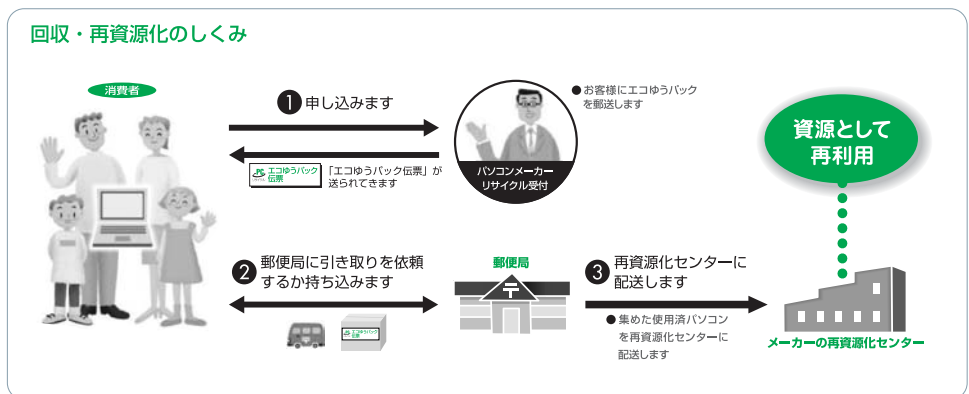 回収・再資源化のしくみ
消費者
❶ 申し込みます
エコゆうパック
伝票
「エコゆうパック伝票」が
送られてきます
パソコンメーカー
リサイクル受付
● お客様にエコゆうパック
を郵送します
資源として
再利用
❷ 郵便局に引き取りを依頼
するか持ち込みます
エコゆうパック
伝票
郵便局
〒
❸ 再資源化センターに
配送します
● 集めた使用済パソコン
を再資源化センターに
配送します
メーカーの再資源化センター